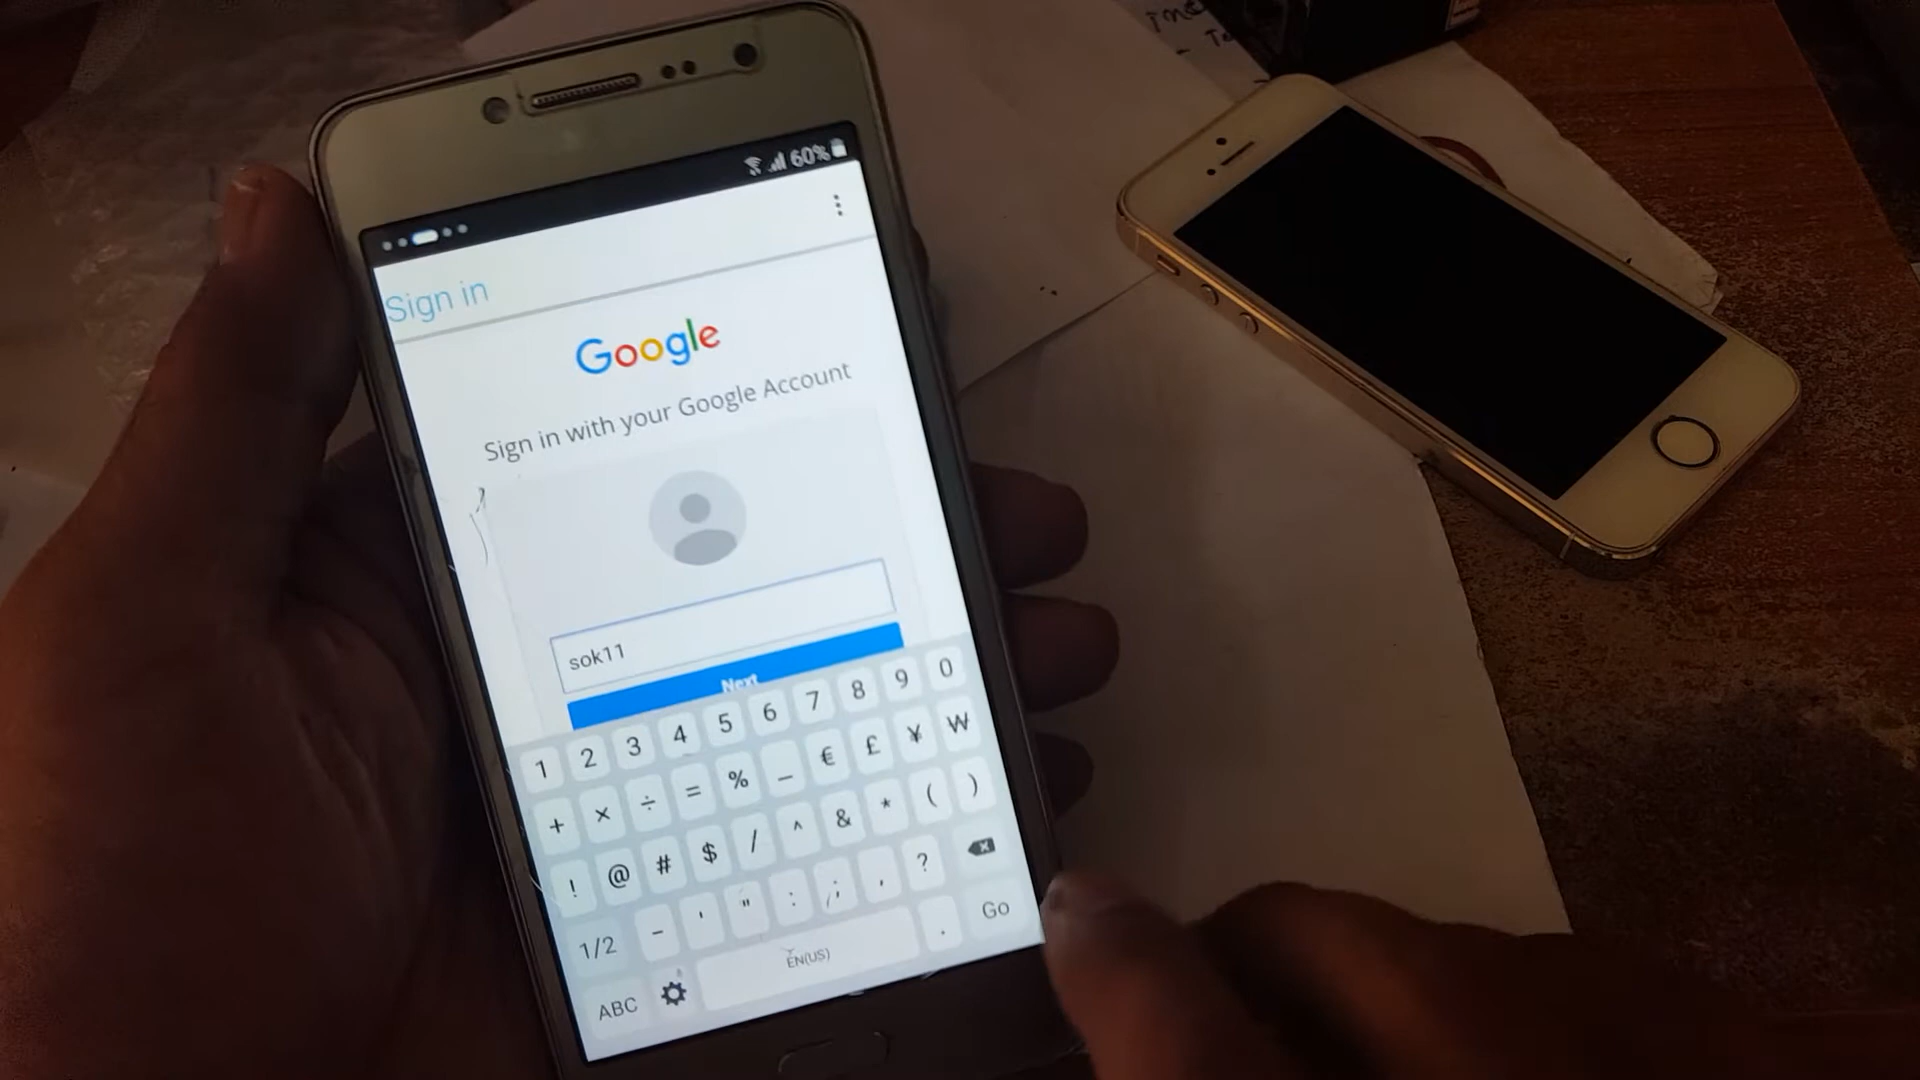 60%
Sign in
Google
Sign in with your Google Account
sok11
Next
1 2 3 4 5 6 7 8 9 0
+ × ÷ = % _ € £ ¥ ₩
! @ # $ / ^ & * ( )
1/2 - ' " : ; , ?
ABC EN(US) . Go